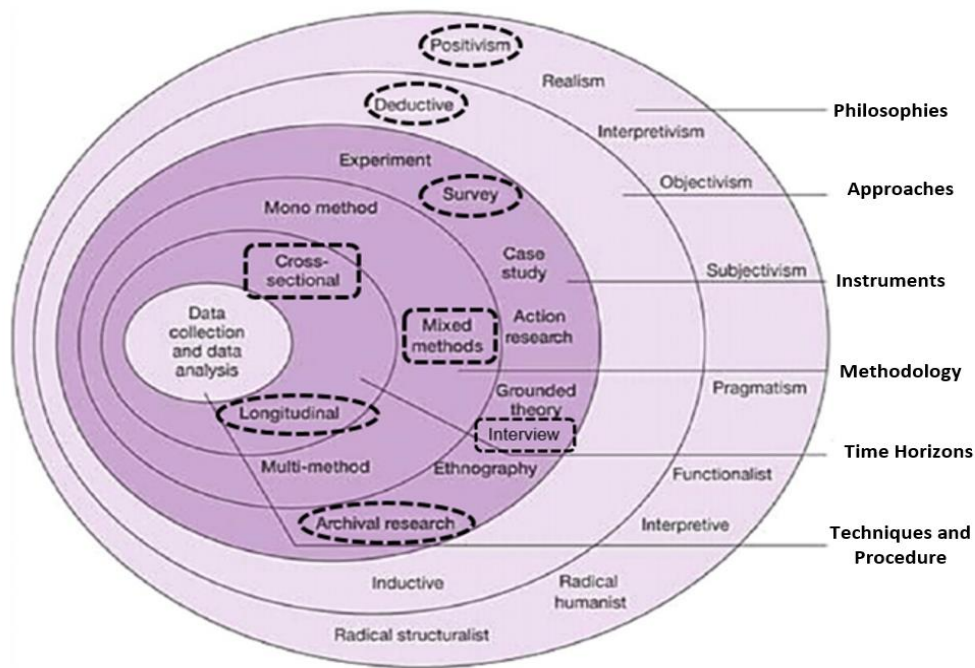 Positivism
Realism
Philosophies
Deductive
Interpretivism
Experiment
Objectivism
Approaches
Survey
Mono method
Case
study
Cross-
sectional
Subjectivism
Instruments
Data
collection
and data
analysis
Mixed
methods
Action
research
Methodology
Pragmatism
Grounded
theory
Longitudinal
Interview
Time Horizons
Multi-method
Ethnography
Functionalist
Archival research
Interpretive
Techniques and
Procedure
Inductive
Radical
humanist
Radical structuralist